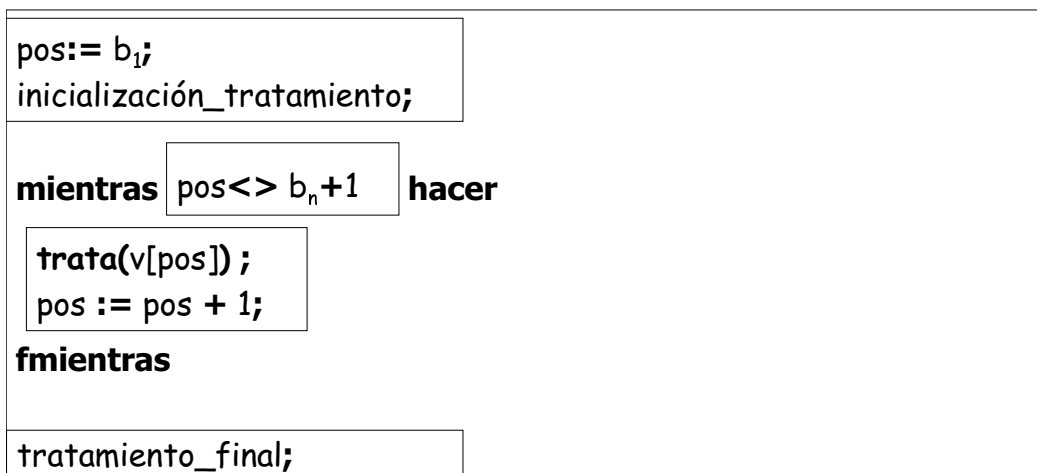 pos:= b₁;
inicialización_tratamiento;
mientras pos<> bₙ+1 hacer
trata(v[pos]) ;
pos := pos + 1;
fmientras
tratamiento_final;